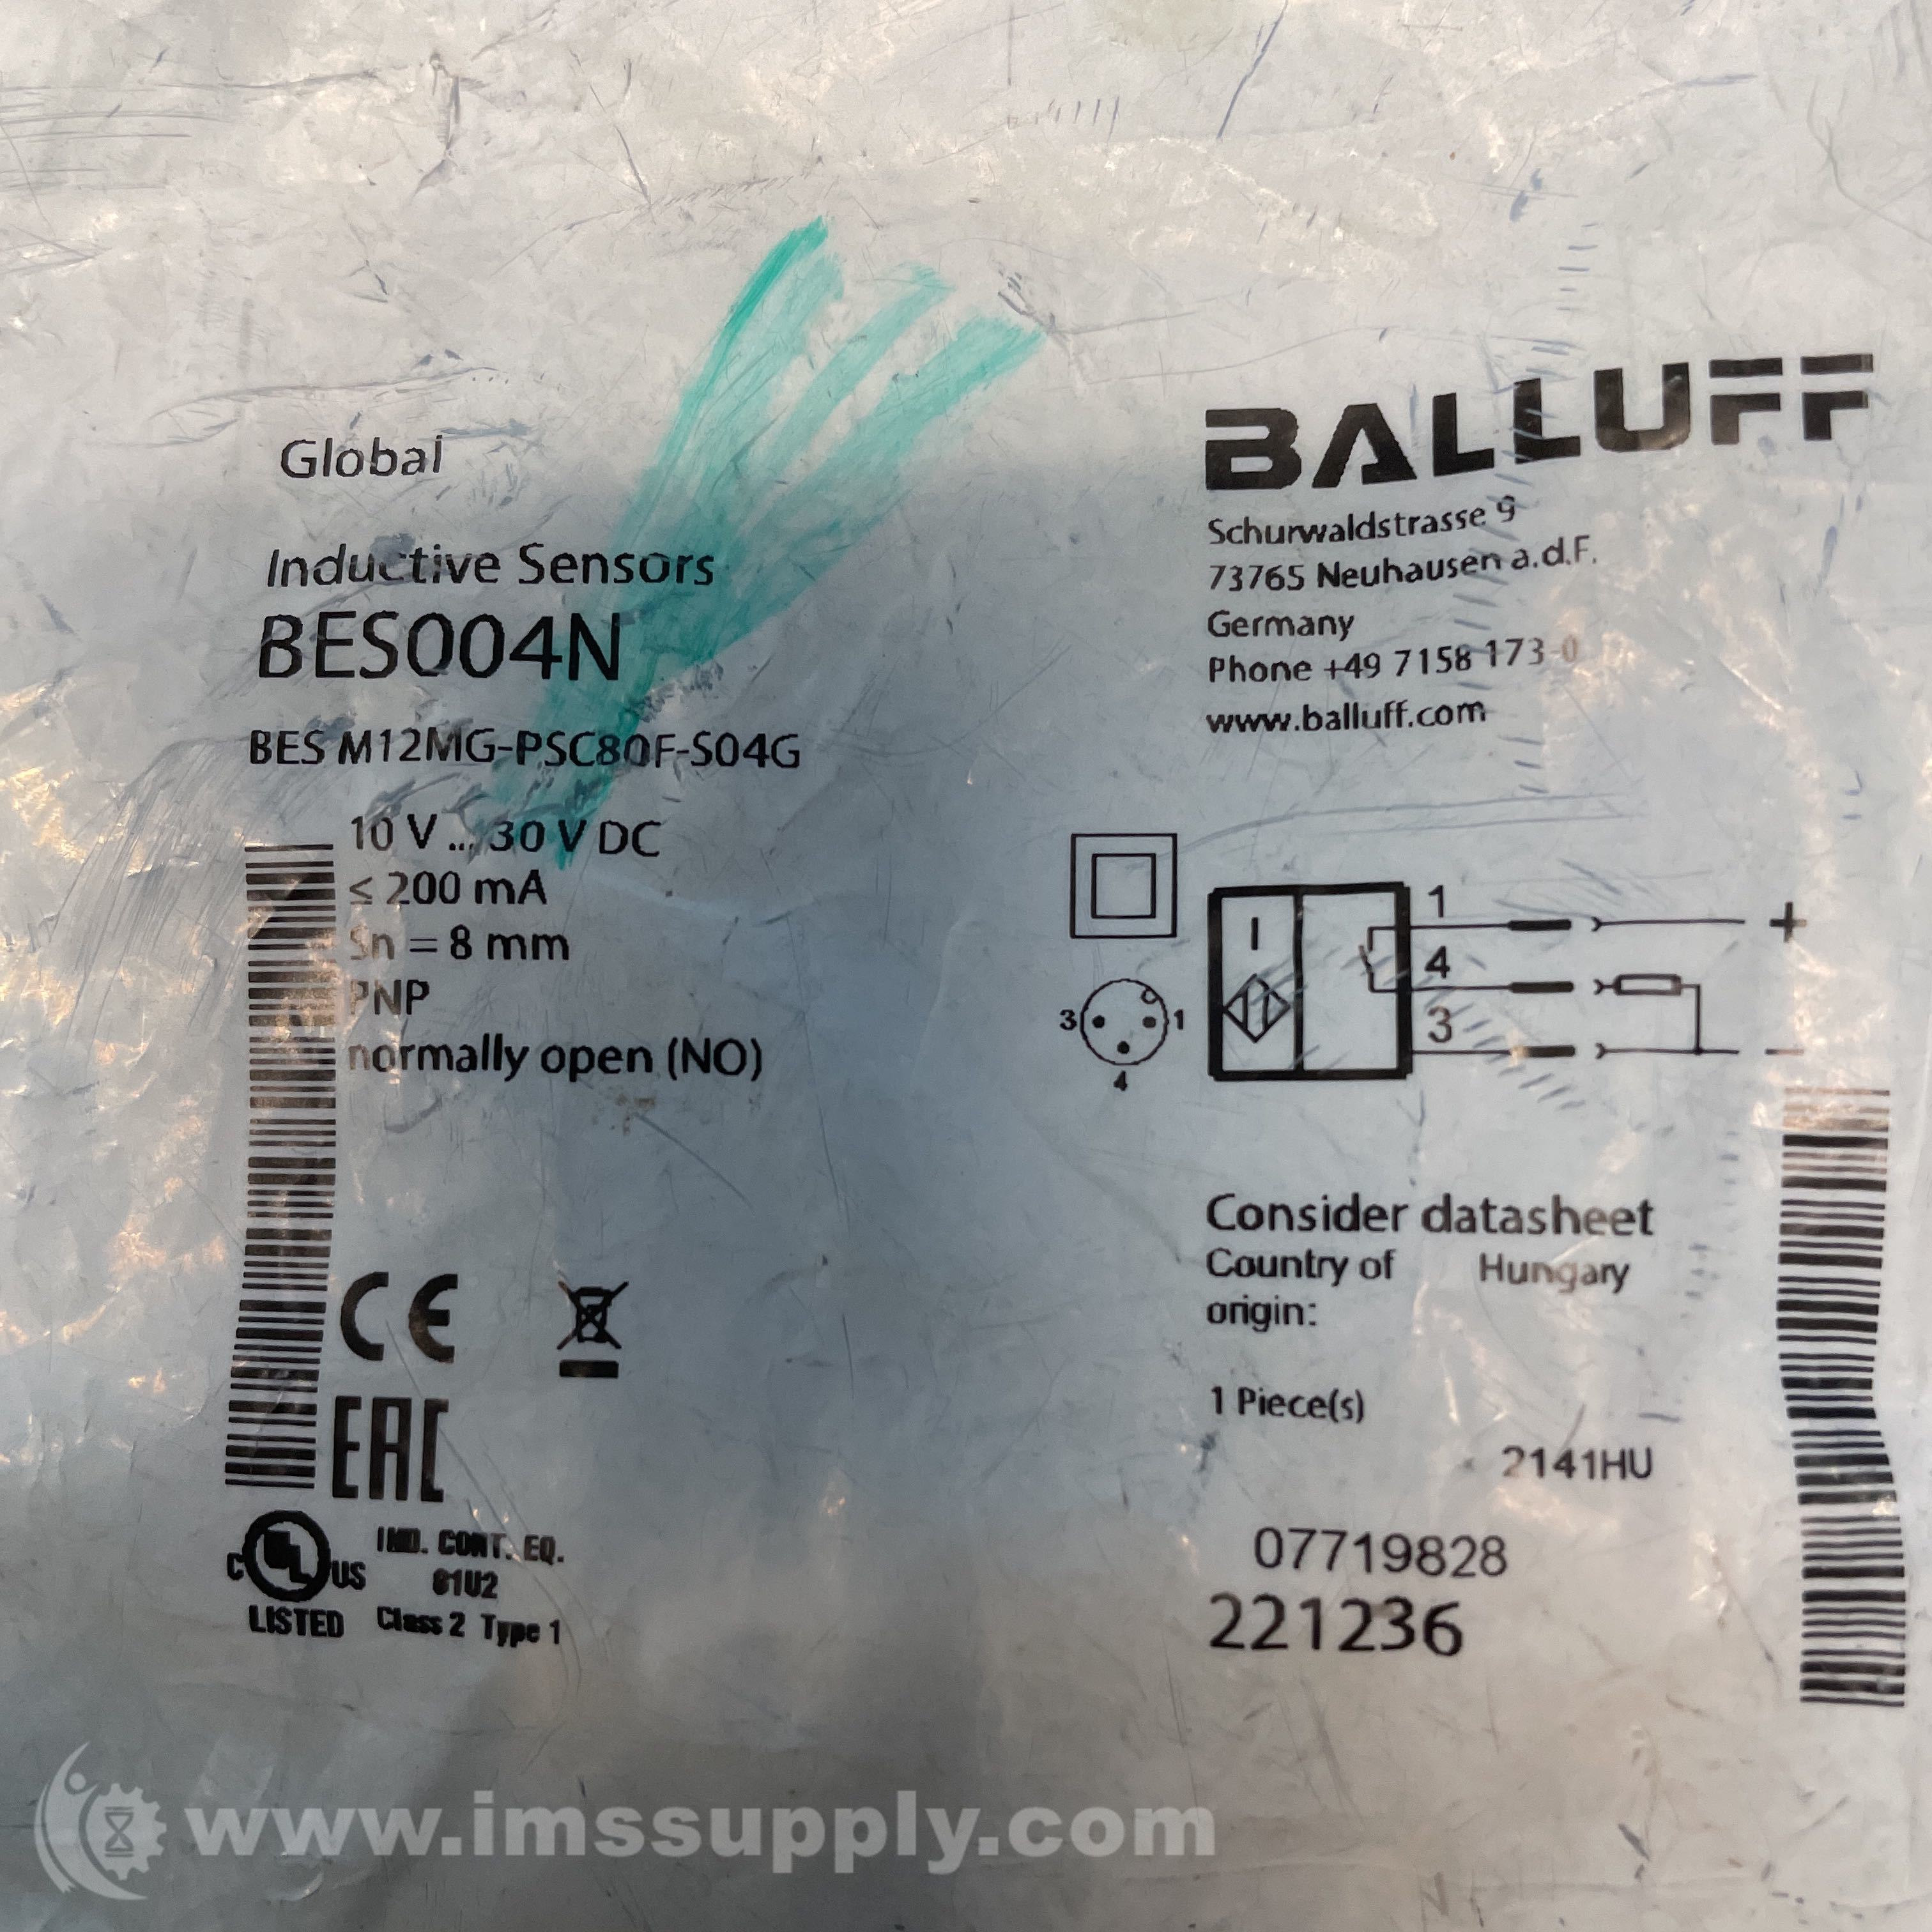 Global
Inductive Sensors
BES004N
BES M12MG-PSC80F-S04G
10 V ... 30 V DC
≤ 200 mA
Sn = 8 mm
PNP
normally open (NO)
CE
EAC
C UL US
LISTED
IND. CONT. EQ.
81U2
Class 2 Type 1
BALLUFF
Schurwaldstrasse 9
73765 Neuhausen a.d.F.
Germany
Phone +49 7158 173-0
www.balluff.com
1
4
3
+
–
3
1
4
Consider datasheet
Country of origin: Hungary
1 Piece(s)
2141HU
07719828
221236
www.imssupply.com